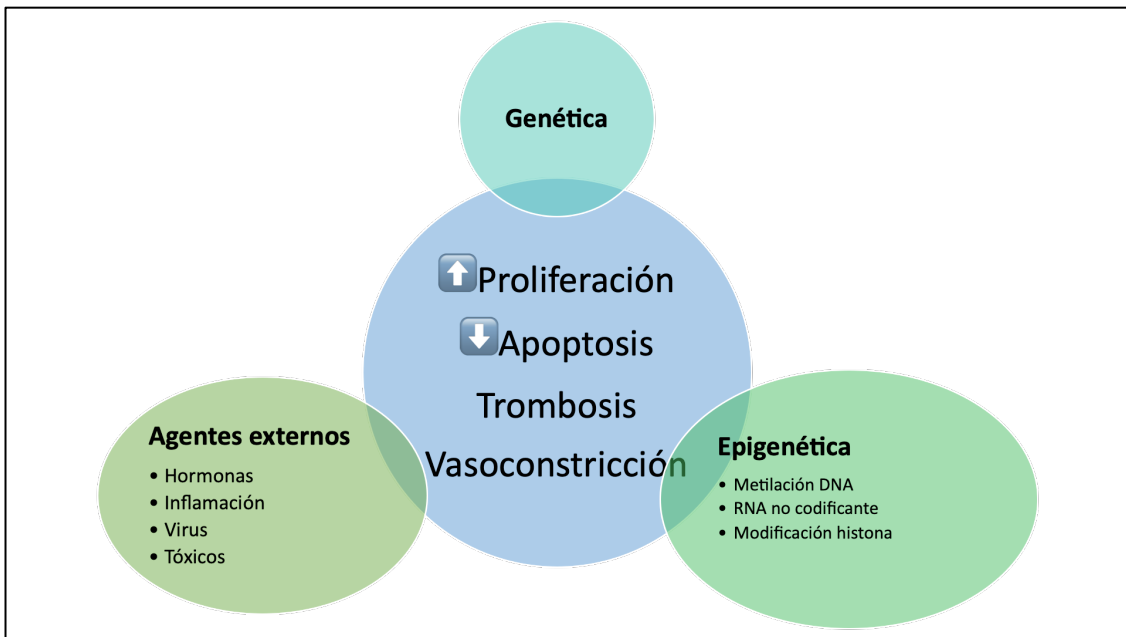 Genética
⬆Proliferación
⬇Apoptosis
Trombosis
Vasoconstricción
Agentes externos
• Hormonas
• Inflamación
• Virus
• Tóxicos
Epigenética
• Metilación DNA
• RNA no codificante
• Modificación histona